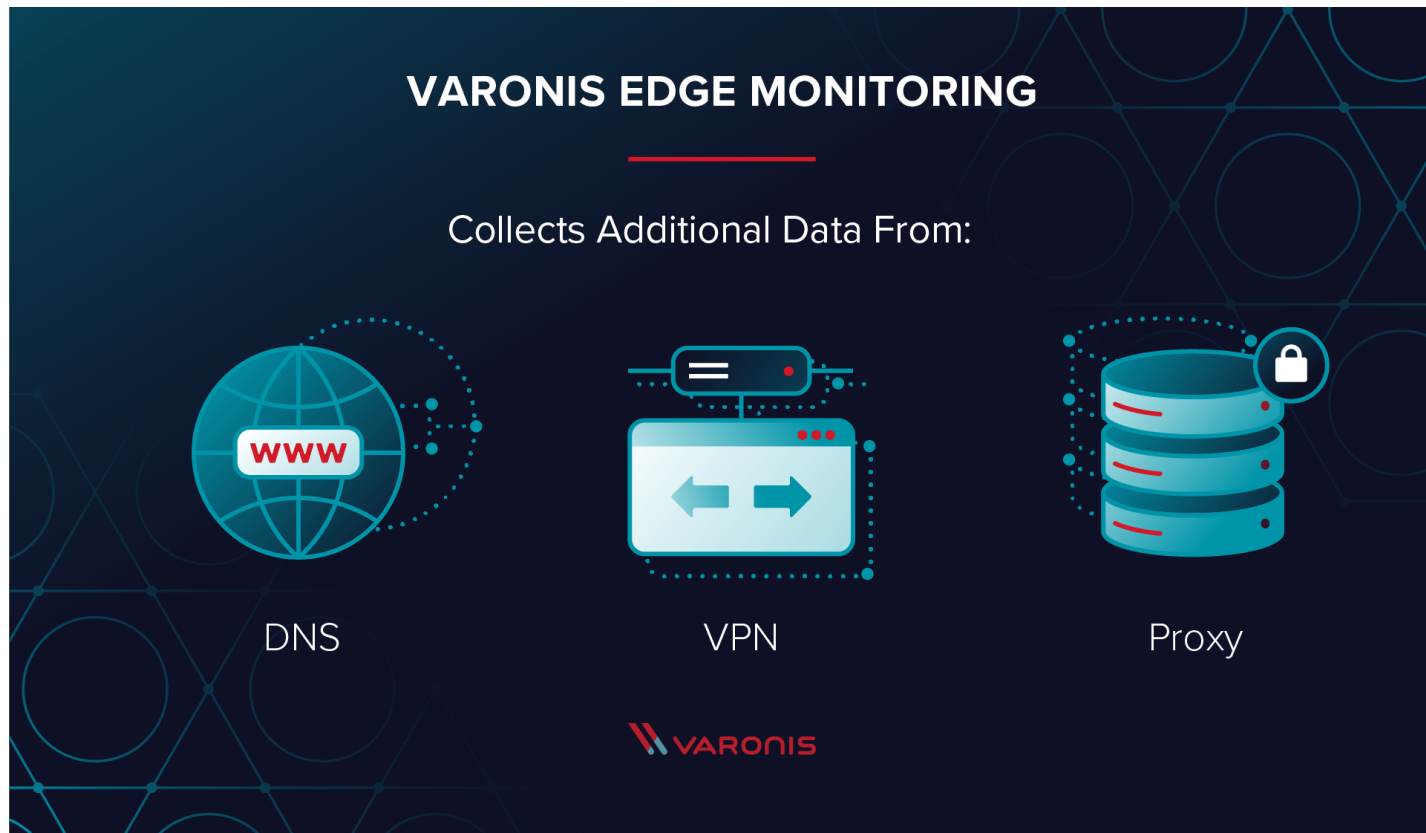 VARONIS EDGE MONITORING
Collects Additional Data From:
WWW
DNS
VPN
Proxy
VARONIS